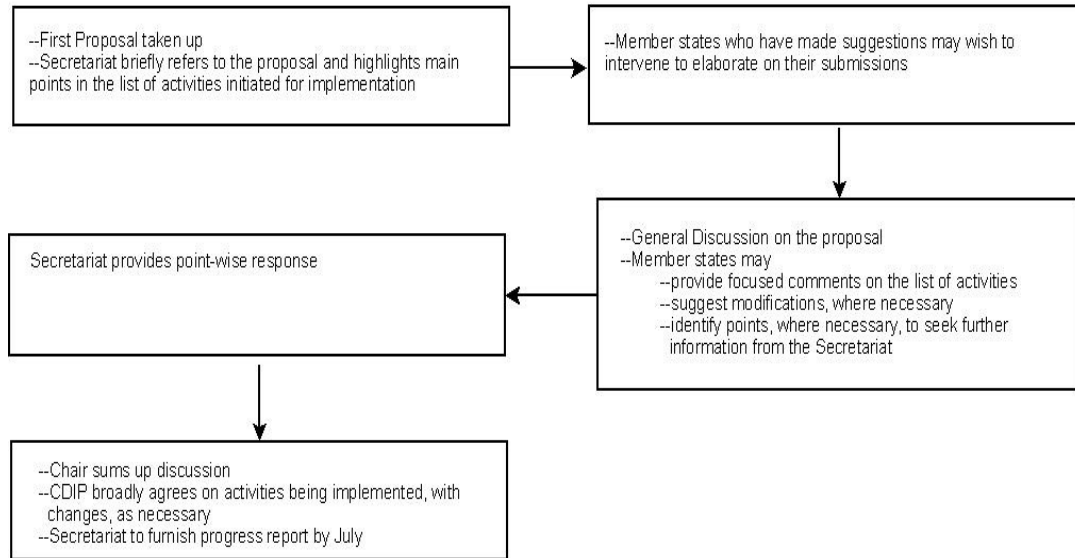 --First Proposal taken up
--Secretariat briefly refers to the proposal and highlights main
points in the list of activities initiated for implementation
--Member states who have made suggestions may wish to
intervene to elaborate on their submissions
--General Discussion on the proposal
--Member states may
--provide focused comments on the list of activities
--suggest modifications, where necessary
--identify points, where necessary, to seek further
information from the Secretariat
Secretariat provides point-wise response
--Chair sums up discussion
--CDIP broadly agrees on activities being implemented, with
changes, as necessary
--Secretariat to furnish progress report by July